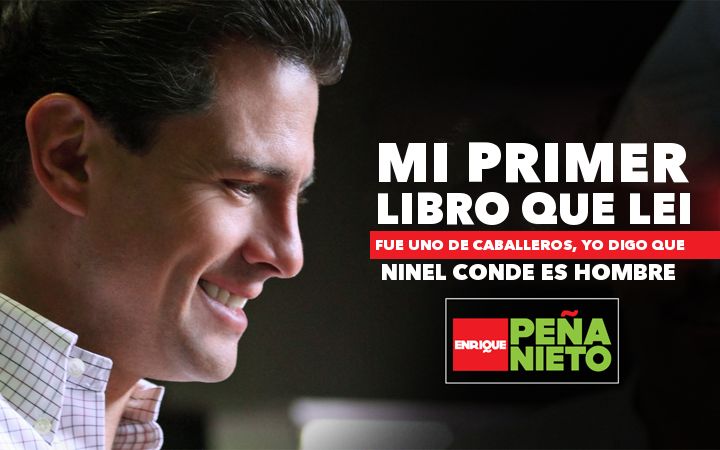 MI PRIMER
LIBRO QUE LEI
FUE UNO DE CABALLEROS, YO DIGO QUE
NINEL CONDE ES HOMBRE
ENRIQUE
PEÑA
NIETO